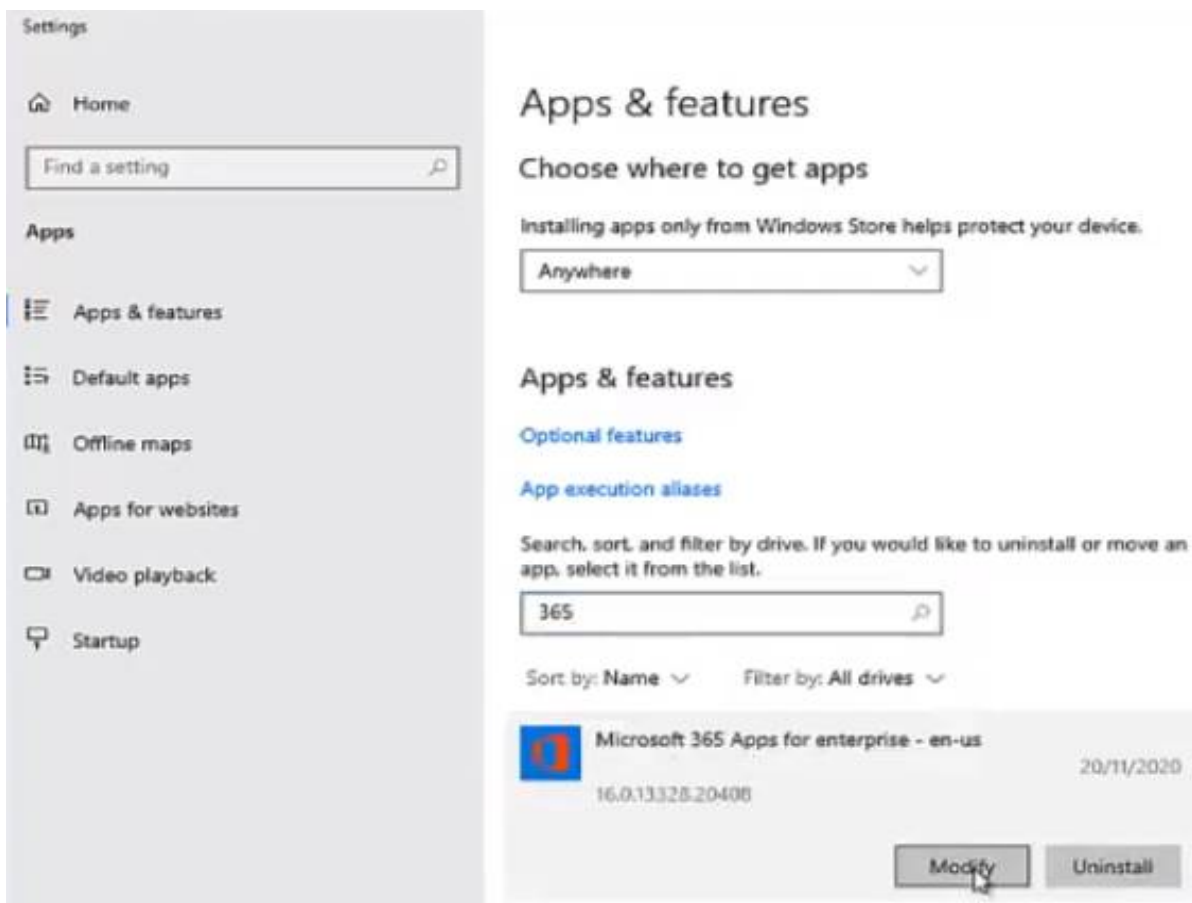 Settings
Home
Find a setting
Apps
Apps & features
Default apps
Offline maps
Apps for websites
Video playback
Startup
Apps & features
Choose where to get apps
Installing apps only from Windows Store helps protect your device.
Anywhere
Apps & features
Optional features
App execution aliases
Search, sort, and filter by drive. If you would like to uninstall or move an
app, select it from the list.
365
Sort by: Name
Filter by: All drives
Microsoft 365 Apps for enterprise - en-us
20/11/2020
16.0.13328.20408
Modify
Uninstall